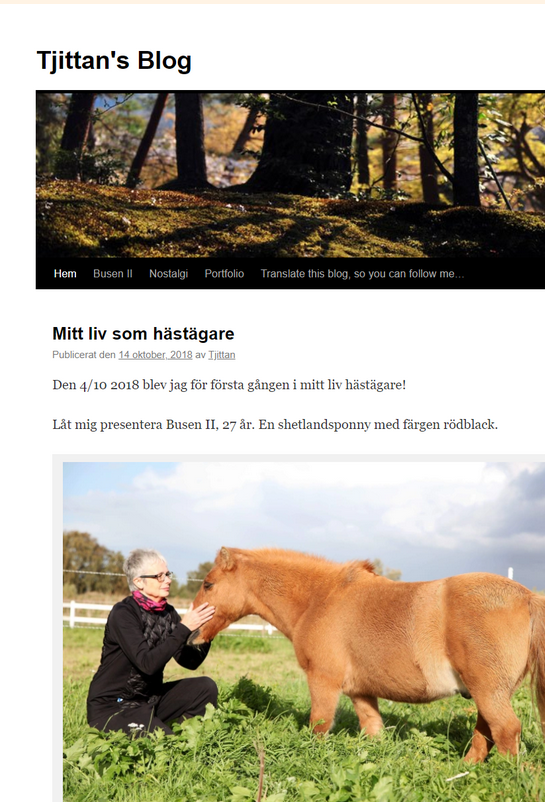 Tjittan's Blog
Hem Busen II Nostalgi Portfolio Translate this blog, so you can follow me...
Mitt liv som hästägare
Publicerat den 14 oktober, 2018 av Tjittan
Den 4/10 2018 blev jag för första gången i mitt liv hästägare!
Låt mig presentera Busen II, 27 år. En shetlandsponny med färgen rödblack.